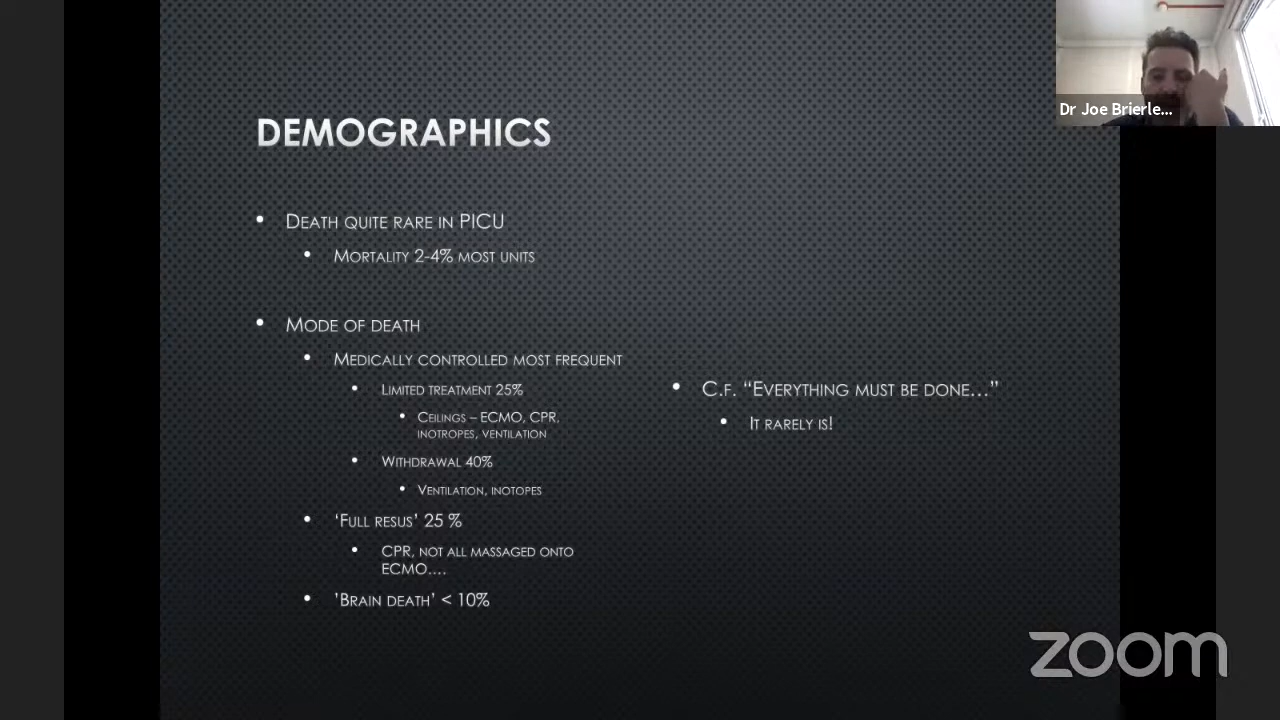 DEMOGRAPHICS
• DEATH QUITE RARE IN PICU
• MORTALITY 2-4% MOST UNITS
• MODE OF DEATH
• MEDICALLY CONTROLLED MOST FREQUENT
• LIMITED TREATMENT 25%
• CEILINGS – ECMO, CPR,
INOTROPES, VENTILATION
• WITHDRAWAL 40%
• VENTILATION, INOTOPES
• ‘FULL RESUS’ 25 %
• CPR, NOT ALL MASSAGED ONTO
ECMO....
• ’BRAIN DEATH’ < 10%
• C.F. “EVERYTHING MUST BE DONE…”
• IT RARELY IS!
Dr Joe Brierle...
zoom